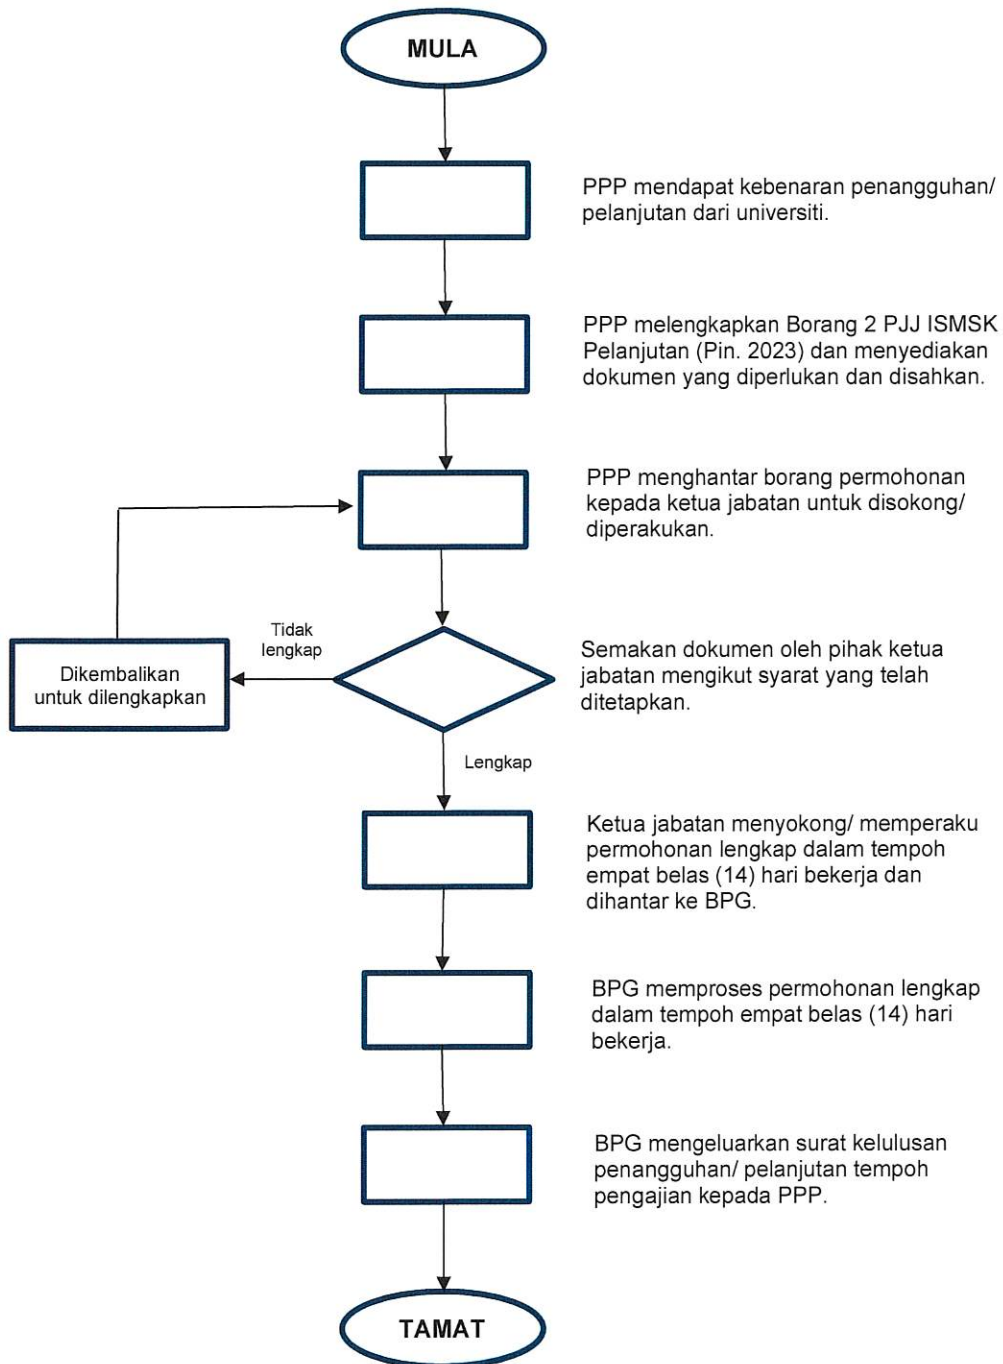 MULA
PPP mendapat kebenaran penangguhan/
pelanjutan dari universiti.
PPP melengkapkan Borang 2 PJJ ISMSK
Pelanjutan (Pin. 2023) dan menyediakan
dokumen yang diperlukan dan disahkan.
PPP menghantar borang permohonan
kepada ketua jabatan untuk disokong/
diperakukan.
Tidak
lengkap
Dikembalikan
untuk dilengkapkan
Semakan dokumen oleh pihak ketua
jabatan mengikut syarat yang telah
ditetapkan.
Lengkap
Ketua jabatan menyokong/ memperaku
permohonan lengkap dalam tempoh
empat belas (14) hari bekerja dan
dihantar ke BPG.
BPG memproses permohonan lengkap
dalam tempoh empat belas (14) hari
bekerja.
BPG mengeluarkan surat kelulusan
penangguhan/ pelanjutan tempoh
pengajian kepada PPP.
TAMAT